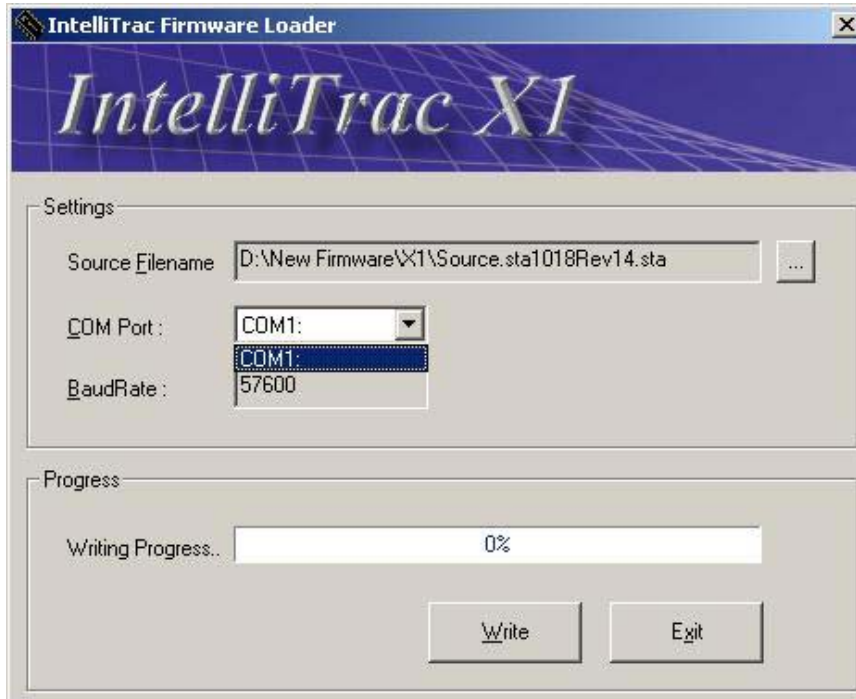 IntelliTrac Firmware Loader
IntelliTrac X1
Settings
Source Filename
D:\New Firmware\X1\Source.sta1018Rev14.sta
...
COM Port :
COM1:
COM1:
BaudRate :
57600
Progress
Writing Progress..
0%
Write
Exit